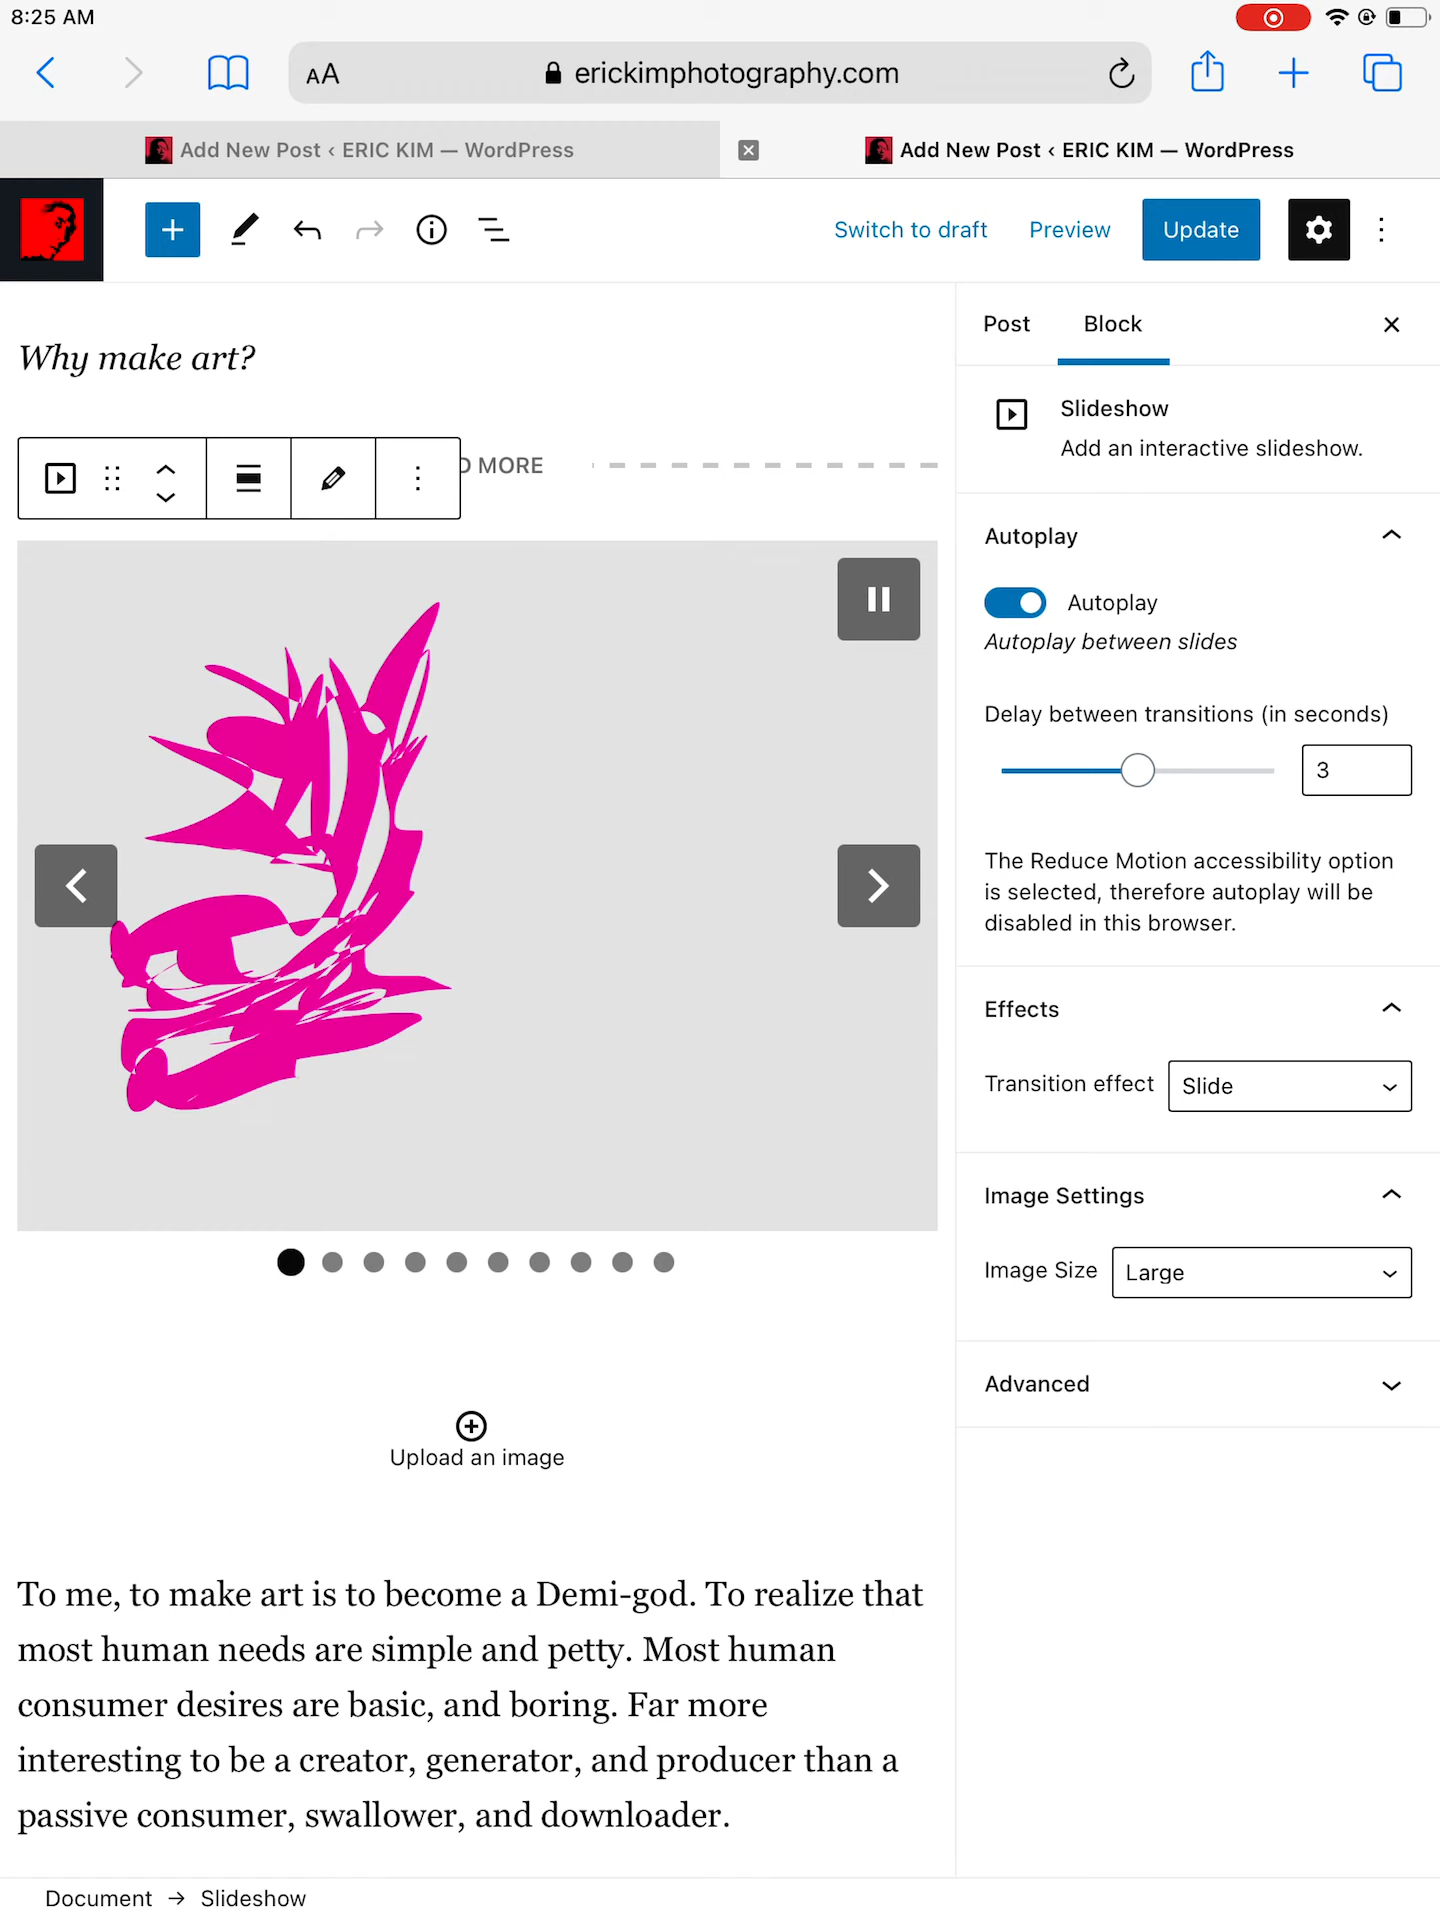 8:25 AM
AA
erickimphotography.com
Add New Post ‹ ERIC KIM — WordPress
Add New Post ‹ ERIC KIM — WordPress
Switch to draft
Preview
Update
Why make art?
MORE
Post
Block
Slideshow
Add an interactive slideshow.
Autoplay
Autoplay
Autoplay between slides
Delay between transitions (in seconds)
3
The Reduce Motion accessibility option
is selected, therefore autoplay will be
disabled in this browser.
Effects
Transition effect
Slide
Image Settings
Image Size
Large
Advanced
Upload an image
To me, to make art is to become a Demi-god. To realize that
most human needs are simple and petty. Most human
consumer desires are basic, and boring. Far more
interesting to be a creator, generator, and producer than a
passive consumer, swallower, and downloader.
Document → Slideshow